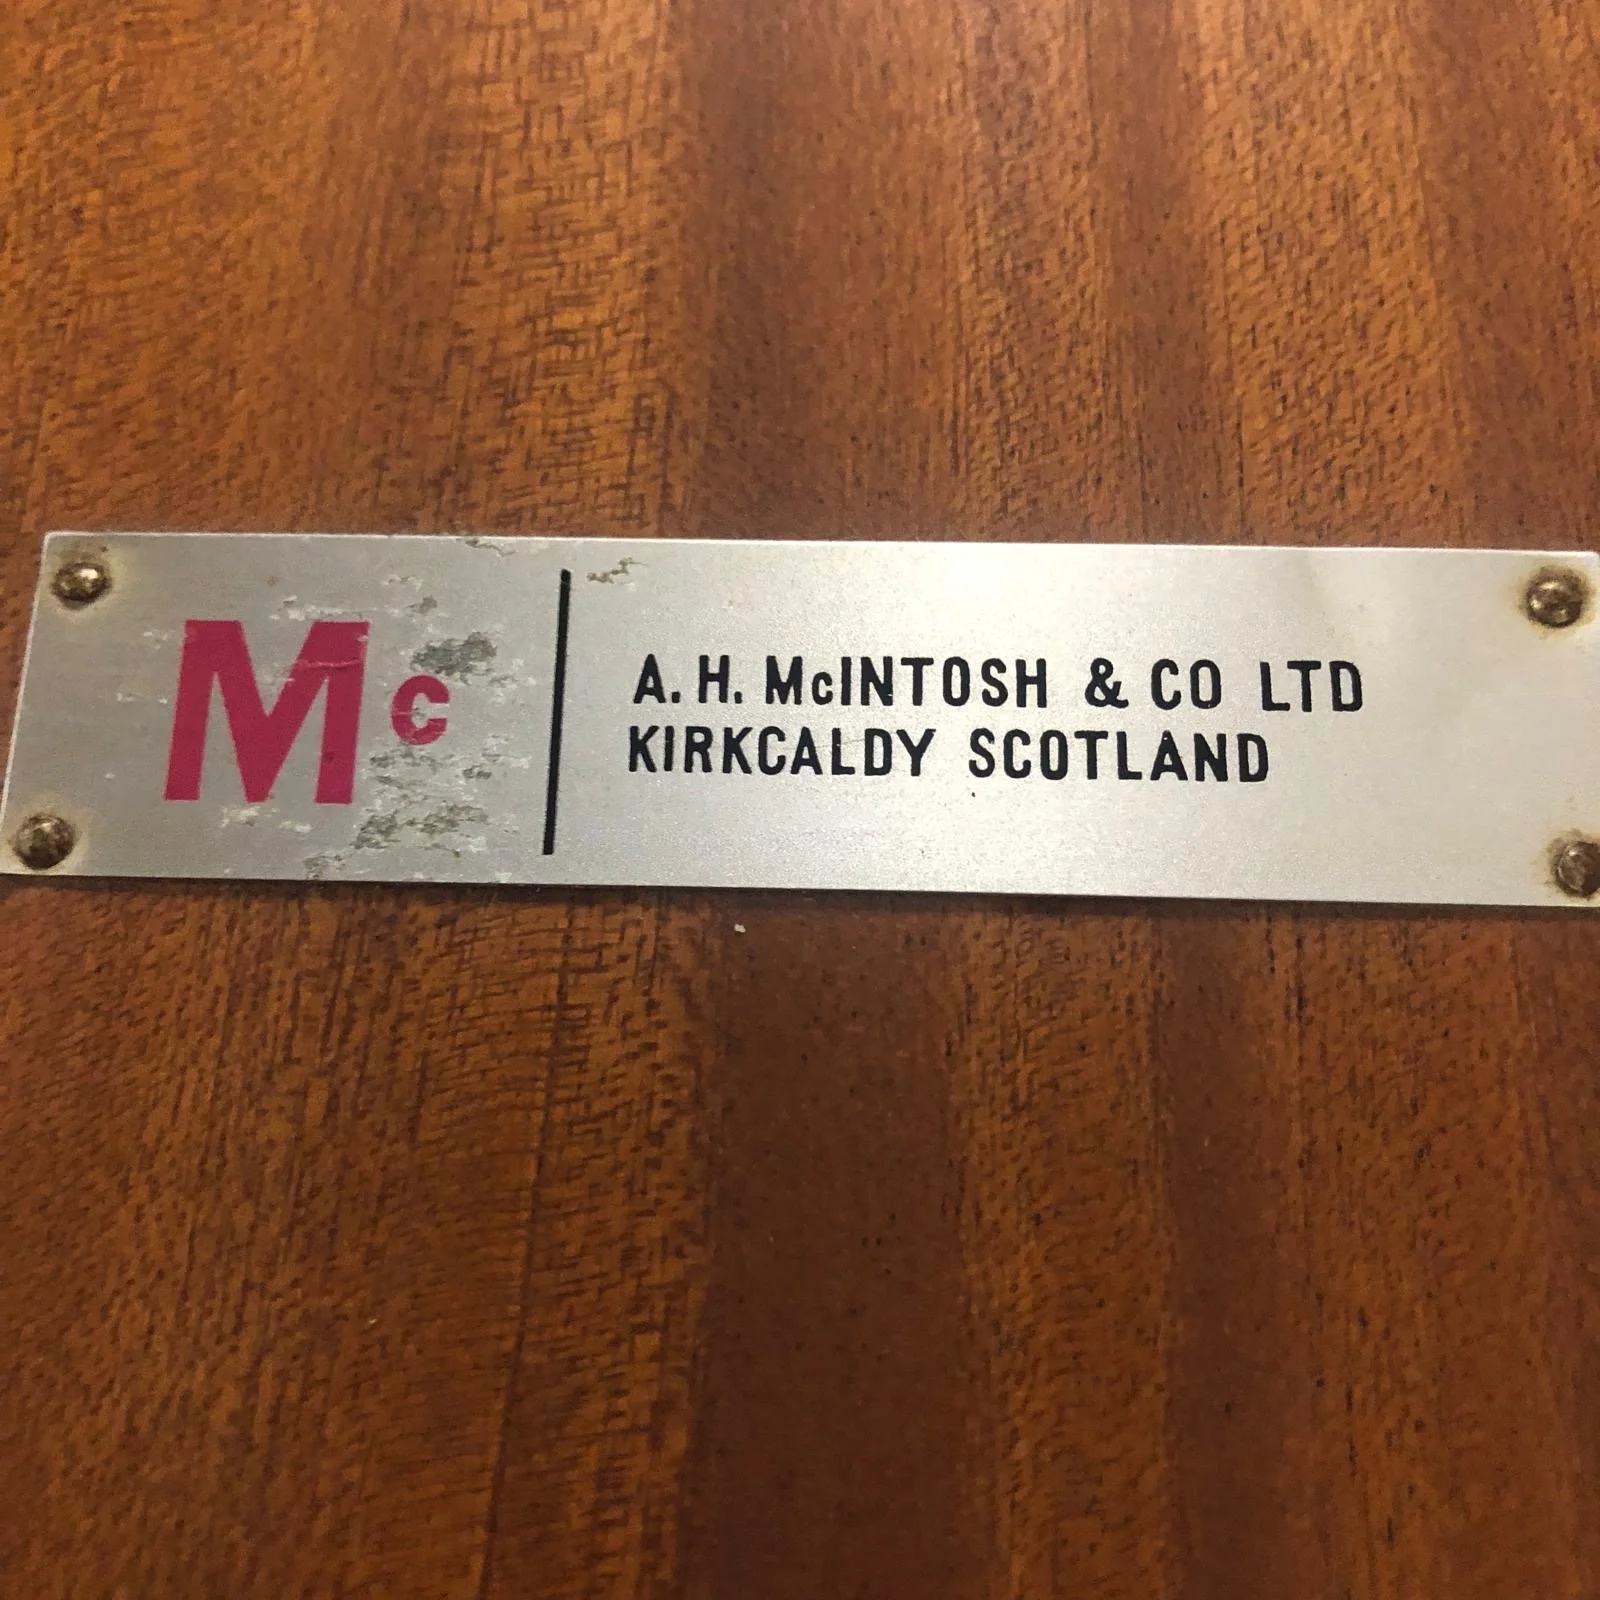 Mc
A. H. McINTOSH & CO LTD
KIRKCALDY SCOTLAND